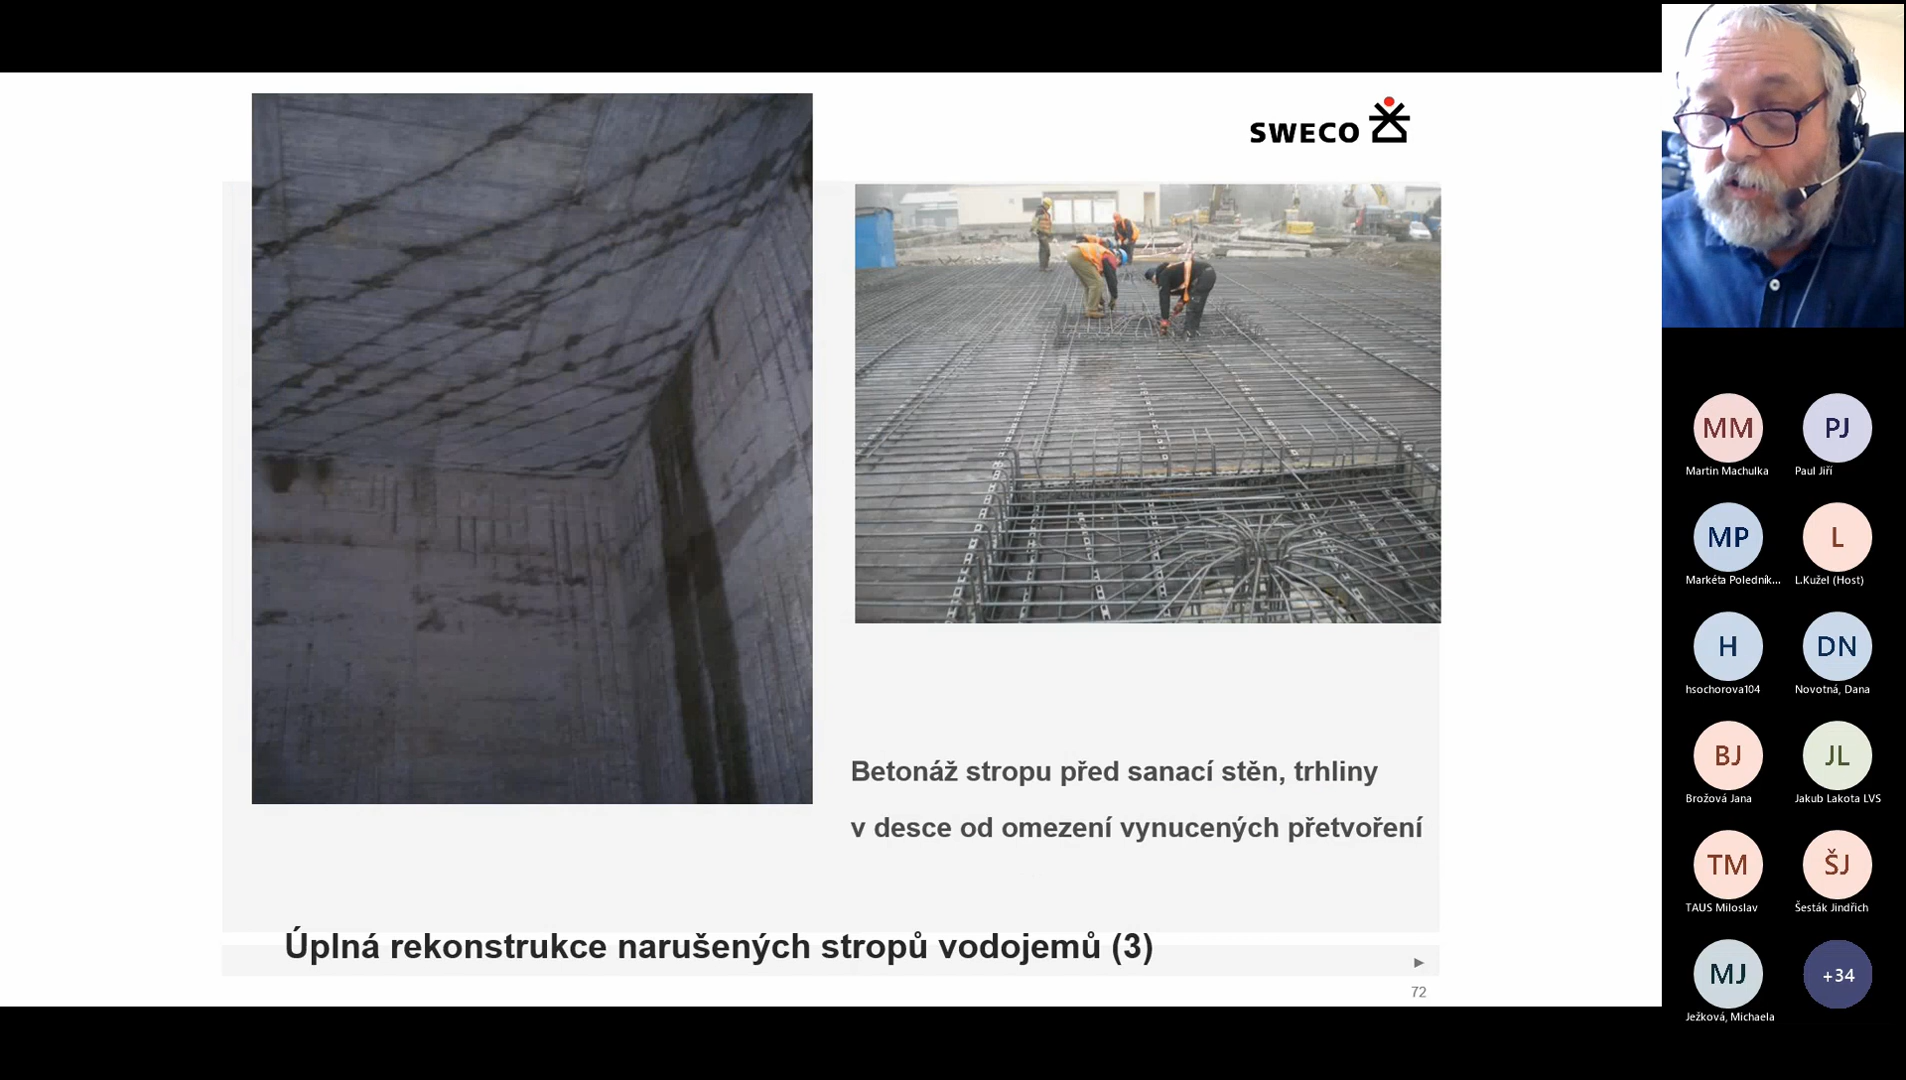 SWECO
Betonáž stropu před sanací stěn, trhliny
v desce od omezení vynucených přetvoření
Úplná rekonstrukce narušených stropů vodojemů (3)
72
MM
Martin Machulka
PJ
Paul Jiří
MP
Markéta Poledník...
L
L.Kužel (Host)
H
hsochorova104
DN
Novotná, Dana
BJ
Brožová Jana
JL
Jakub Lakota LVS
TM
TAUS Miloslav
ŠJ
Šesták Jindřich
MJ
Ježková, Michaela
+34